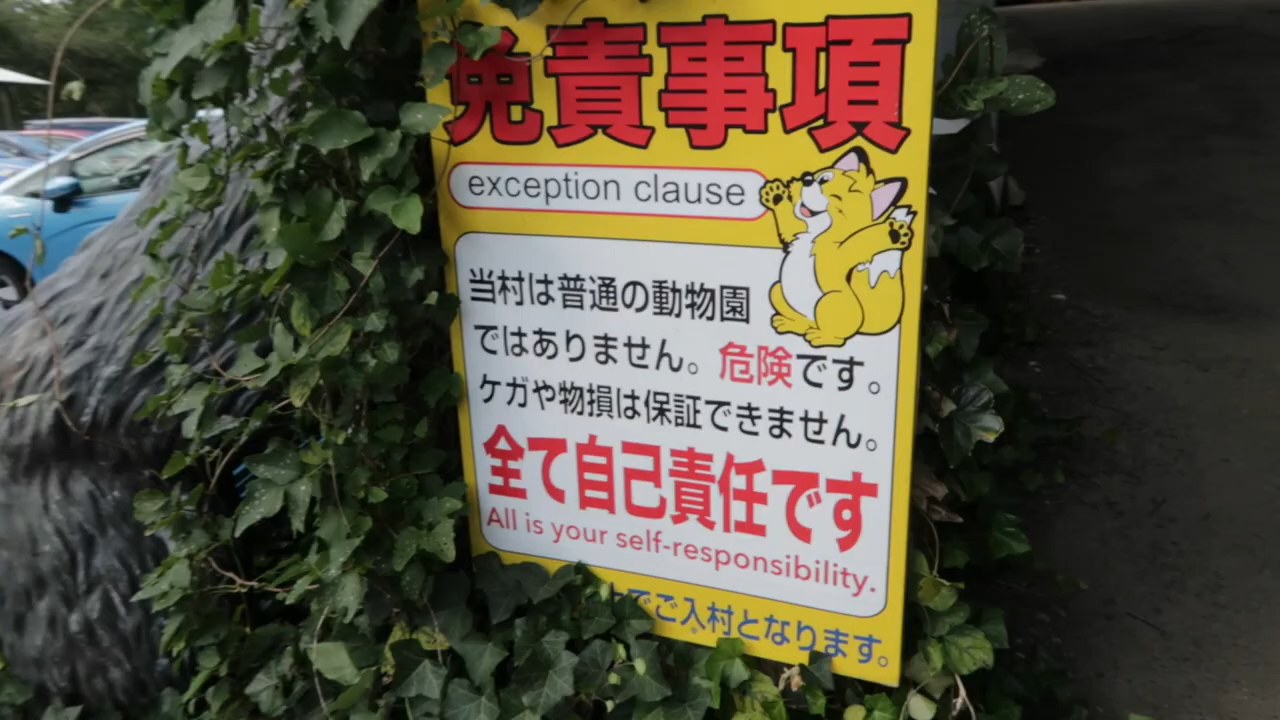 免責事項
exception clause
当村は普通の動物園
ではありません。危険です。
ケガや物損は保証できません。
全て自己責任です
All is your self-responsibility.
でご入村となります。